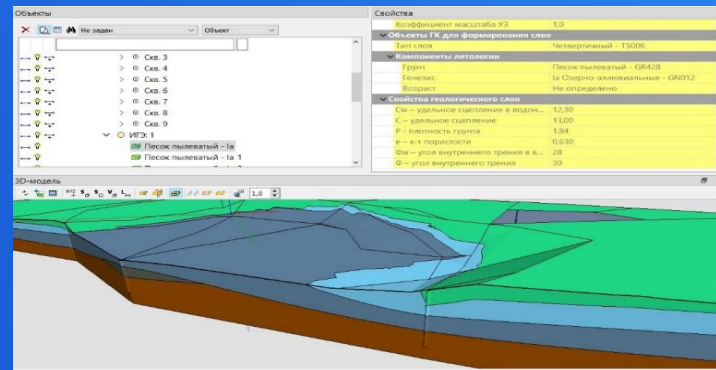 Объекты
Не задан
Объект
Скв. 3
Скв. 4
Скв. 5
Скв. 6
Скв. 7
Скв. 8
Скв. 9
ИГЭ: 1
Песок пылеватый - la
Песок пылеватый - la 1
Свойства
Коэффициент масштаба УЗ 1,0
Объекты ГК для формирования слоя
Тип слоя Четвертичный - TS006
Компоненты литологии
Грунт Песок пылеватый - GR428
Генезис la Озерно-аллювиальные - GN012
Возраст Не определено
Свойства геологического слоя
Cw – удельное сцепление в водон... 12,30
C – удельное сцепление 13,00
P - плотность грунта 1,84
e – к-т пористости 0,630
Фw – угол внутреннего трения в в... 28
Ф – угол внутреннего трения 30
3D-модель
1,0